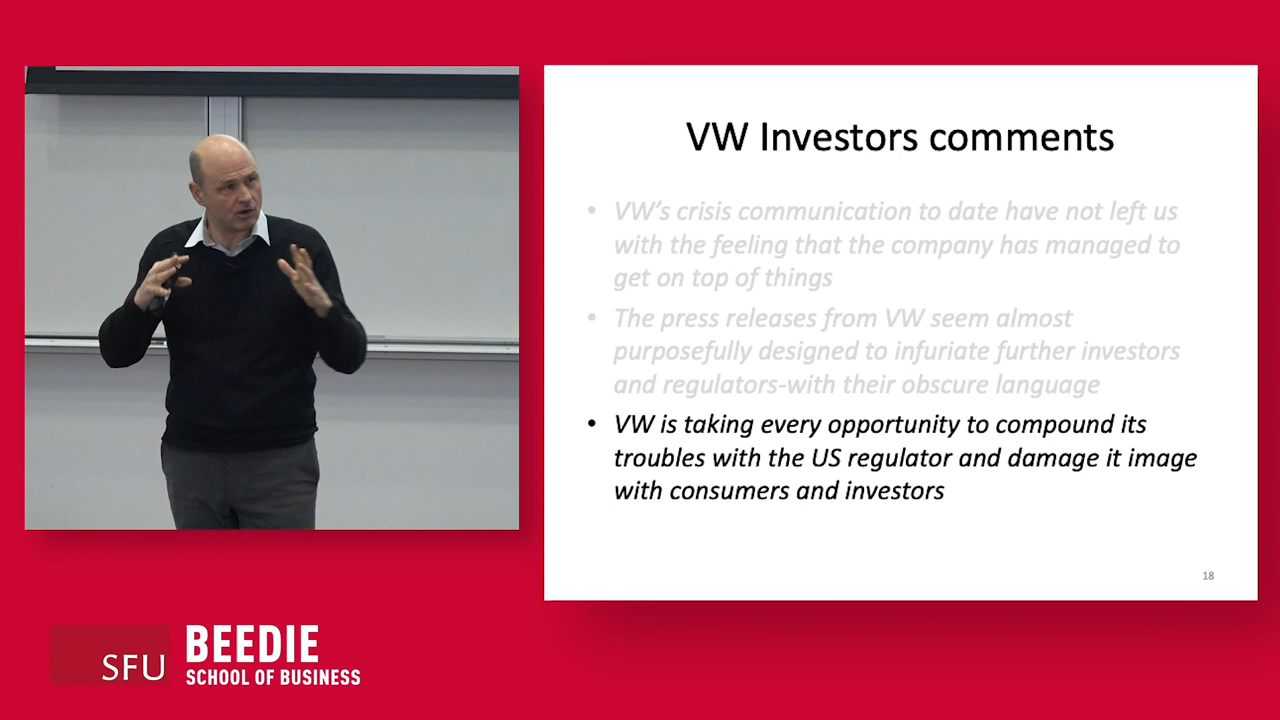 VW Investors comments
• VW's crisis communication to date have not left us
with the feeling that the company has managed to
get on top of things
• The press releases from VW seem almost
purposefully designed to infuriate further investors
and regulators-with their obscure language
• VW is taking every opportunity to compound its
troubles with the US regulator and damage it image
with consumers and investors
18
SFU
BEEDIE
SCHOOL OF BUSINESS